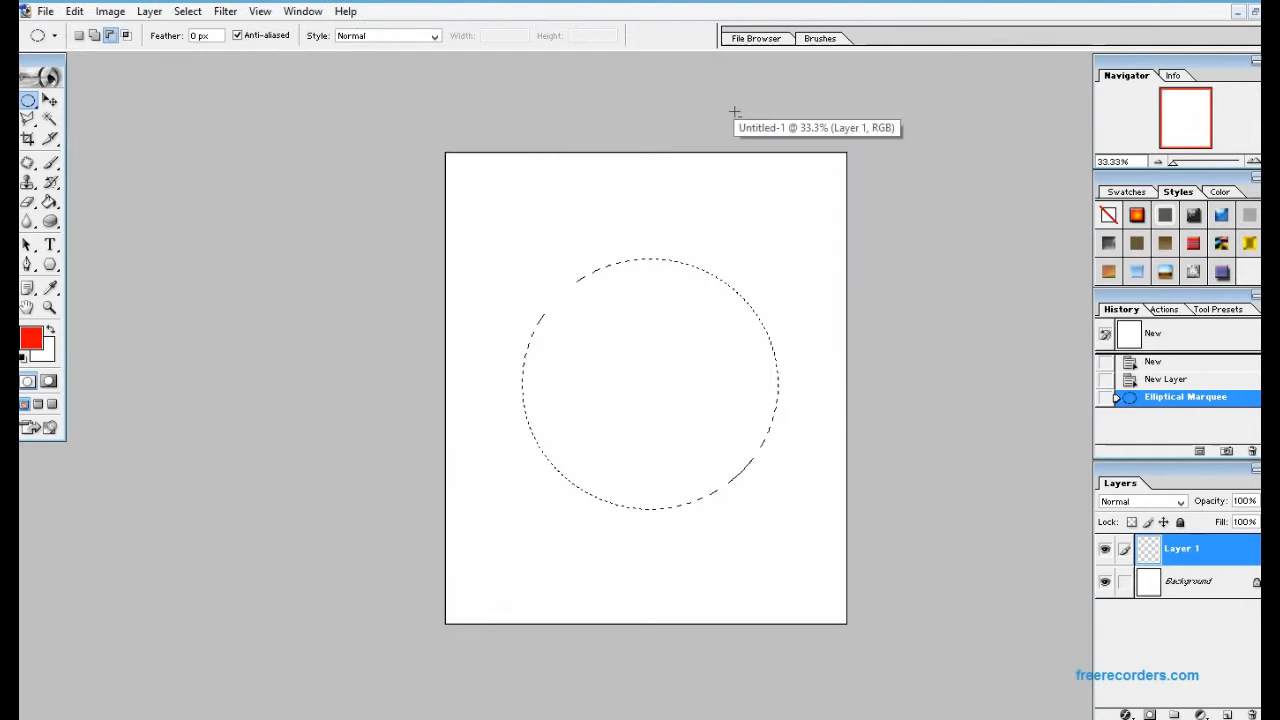 File Edit Image Layer Select Filter View Window Help
Feather: 0 px Anti-aliased Style: Normal Width: Height: File Browser Brushes
Navigator Info
Untitled-1 @ 33.3% (Layer 1, RGB)
33.33%
Swatches Styles Color
History Actions Tool Presets
New
New
New Layer
Elliptical Marquee
Layers
Normal Opacity: 100%
Lock: Fill: 100%
Layer 1
Background
freerecorders.com